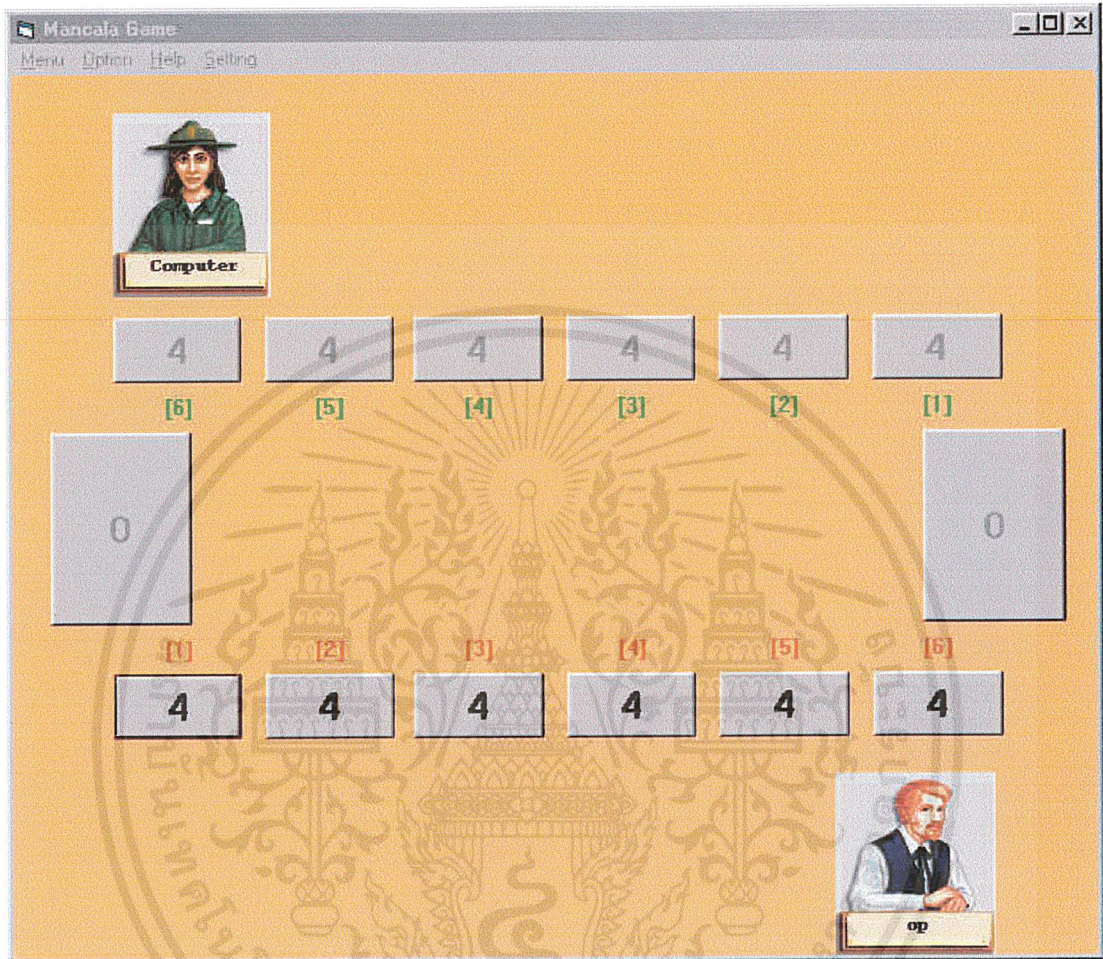 Mancala Game
Menu Option Help Setting
Computer
4 4 4 4 4 4
[6] [5] [4] [3] [2] [1]
0 0
[1] [2] [3] [4] [5] [6]
4 4 4 4 4 4
op